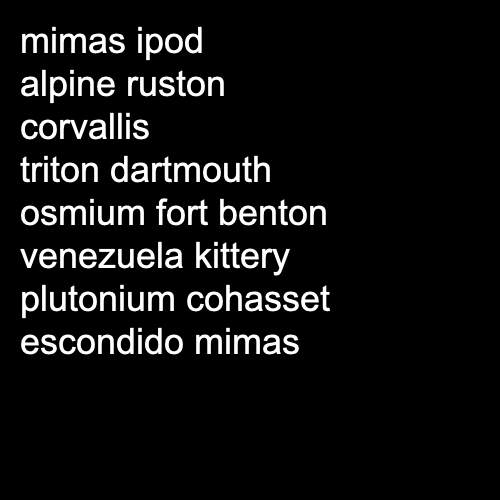 mimas ipod
alpine ruston
corvallis
triton dartmouth
osmium fort benton
venezuela kittery
plutonium cohasset
escondido mimas